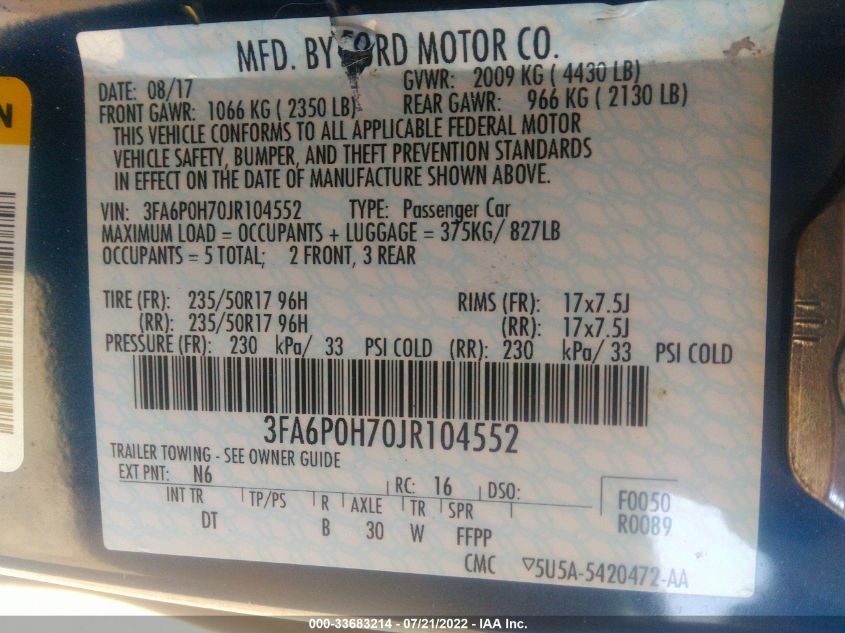 MFD. BY FORD MOTOR CO.
DATE: 08/17 GVWR: 2009 KG ( 4430 LB)
FRONT GAWR: 1066 KG ( 2350 LB) REAR GAWR: 966 KG ( 2130 LB)
THIS VEHICLE CONFORMS TO ALL APPLICABLE FEDERAL MOTOR
VEHICLE SAFETY, BUMPER, AND THEFT PREVENTION STANDARDS
IN EFFECT ON THE DATE OF MANUFACTURE SHOWN ABOVE.
VIN: 3FA6P0H70JR104552 TYPE: Passenger Car
MAXIMUM LOAD = OCCUPANTS + LUGGAGE = 375KG/ 827LB
OCCUPANTS = 5 TOTAL; 2 FRONT, 3 REAR
TIRE (FR): 235/50R17 96H RIMS (FR): 17x7.5J
(RR): 235/50R17 96H (RR): 17x7.5J
PRESSURE (FR): 230 kPa/ 33 PSI COLD (RR): 230 kPa/ 33 PSI COLD
3FA6P0H70JR104552
TRAILER TOWING - SEE OWNER GUIDE
EXT PNT: N6 RC: 16 DSO:
INT TR TP/PS R AXLE TR SPR F0050
DT B 30 W FFPP R0089
CMC ▽5U5A-5420472-AA
N
000-33683214 - 07/21/2022 - IAA Inc.